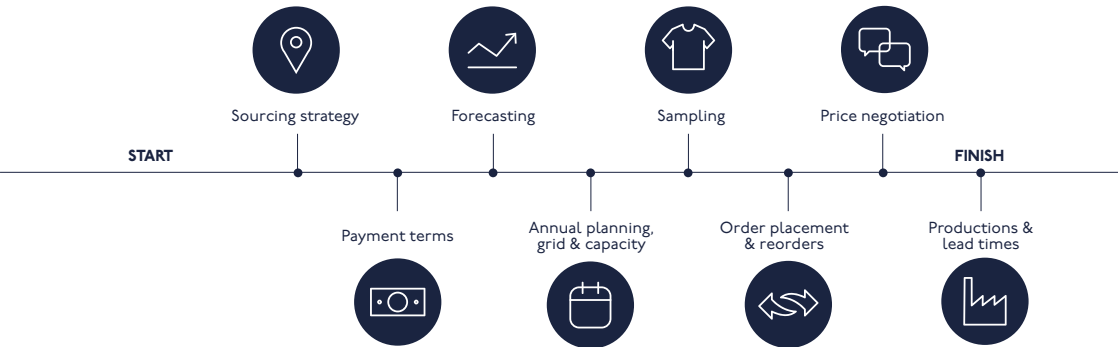 Sourcing strategy
Forecasting
Sampling
Price negotiation
START
FINISH
Payment terms
Annual planning,
grid & capacity
Order placement
& reorders
Productions &
lead times